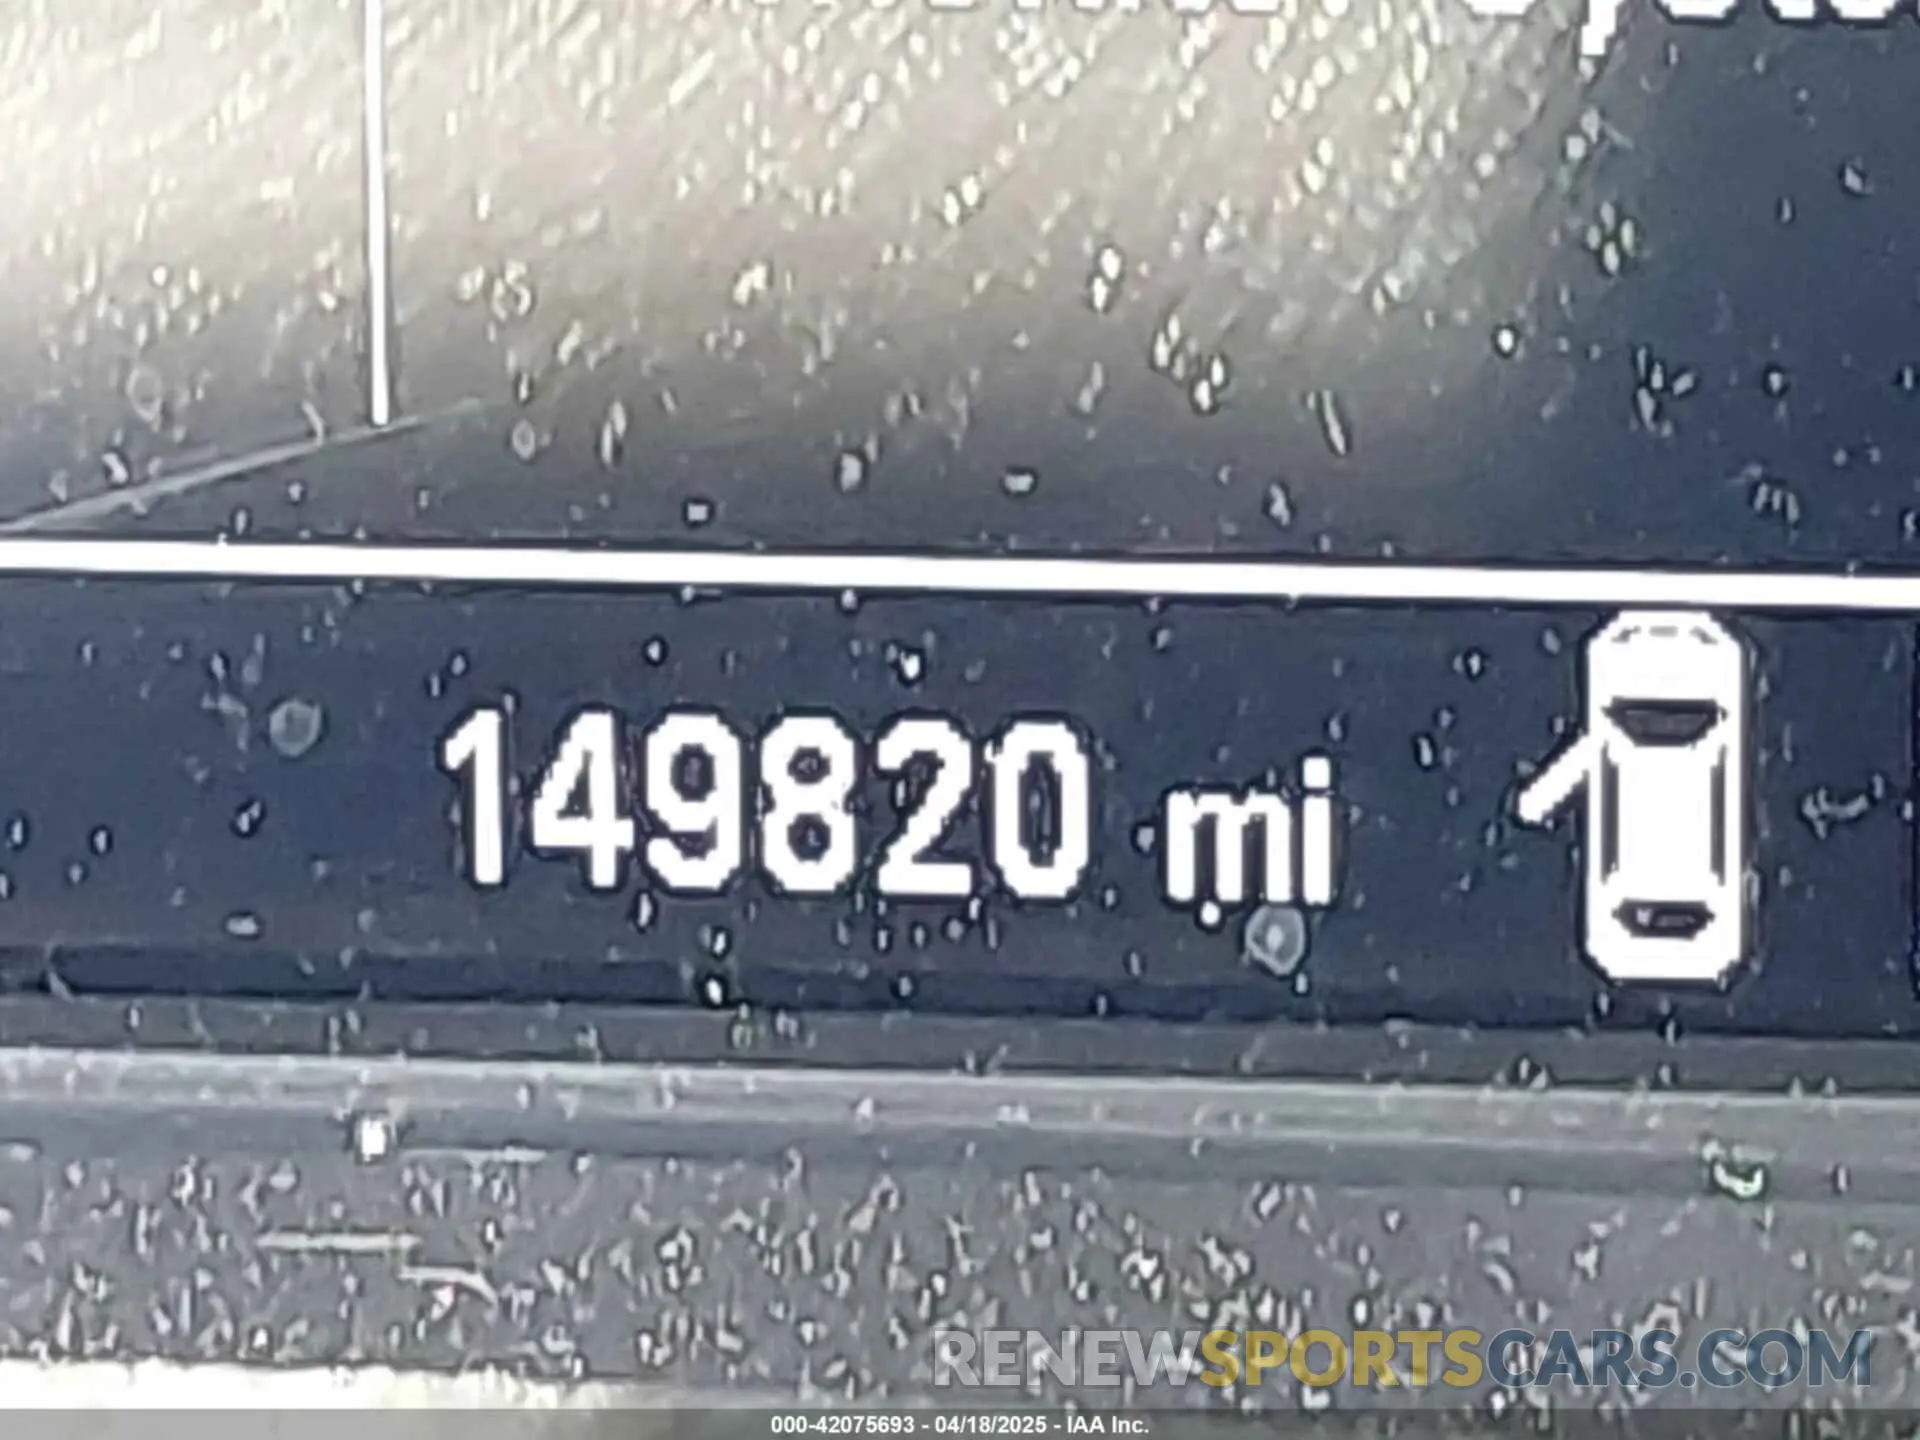 149820 mi
RENEWSPORTSCARS.COM
000-42075693 - 04/18/2025 - IAA Inc.